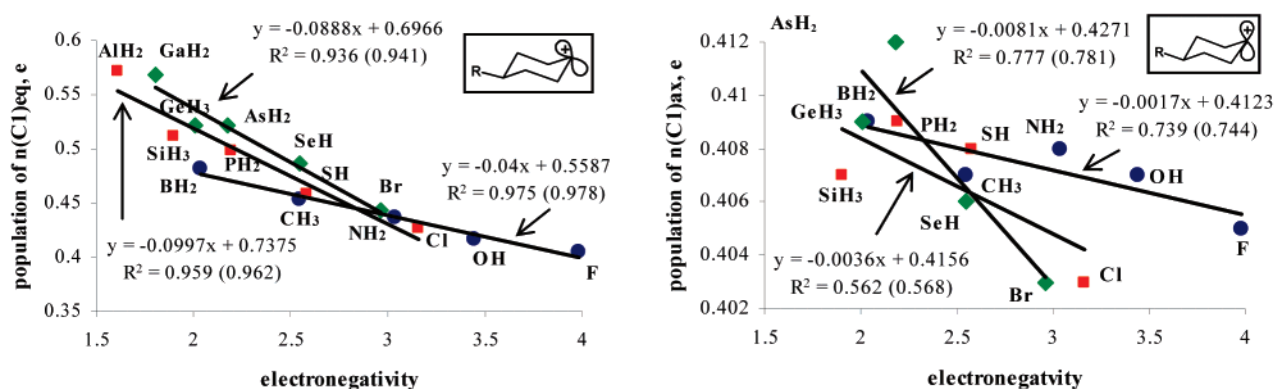 y = -0.0888x + 0.6966
R² = 0.936 (0.941)
AlH₂
GaH₂
GeH₃
AsH₂
SeH
SiH₃
PH₂
SH
BH₂
CH₃
Br
NH₂
Cl
OH
F
y = -0.04x + 0.5587
R² = 0.975 (0.978)
y = -0.0997x + 0.7375
R² = 0.959 (0.962)
R
+
population of n(C1)eq, e
0.6
0.55
0.5
0.45
0.4
0.35
1.5 2 2.5 3 3.5 4
electronegativity
AsH₂
y = -0.0081x + 0.4271
R² = 0.777 (0.781)
R
+
BH₂
GeH₃
PH₂
SH
NH₂
y = -0.0017x + 0.4123
R² = 0.739 (0.744)
SiH₃
CH₃
OH
SeH
F
y = -0.0036x + 0.4156
R² = 0.562 (0.568)
Br
Cl
population of n(C1)ax, e
0.412
0.41
0.408
0.406
0.404
0.402
1.5 2 2.5 3 3.5 4
electronegativity